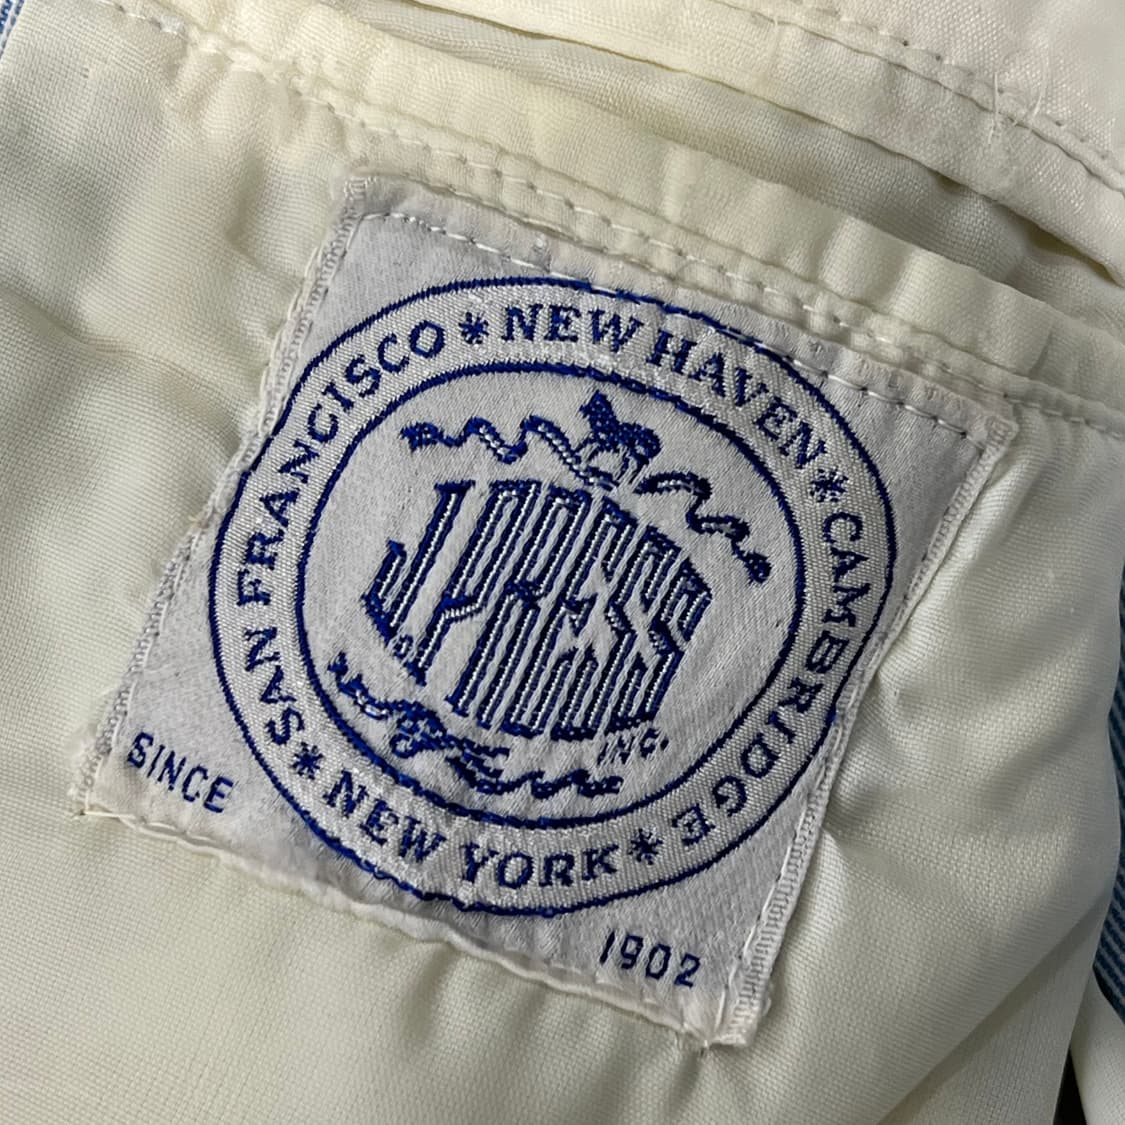 NEW HAVEN * CAMBRIDGE * NEW YORK * SAN FRANCISCO *
J. PRESS
INC.
SINCE 1902